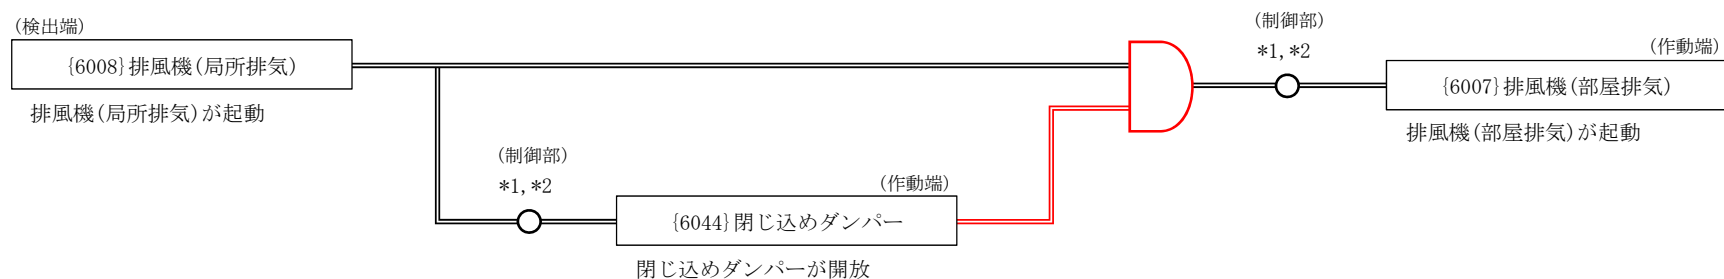 (検出端)
{6008}排風機(局所排気)
排風機(局所排気)が起動
(制御部)
*1,*2
(作動端)
{6044}閉じ込めダンパー
閉じ込めダンパーが開放
(制御部)
*1,*2
(作動端)
{6007}排風機(部屋排気)
排風機(部屋排気)が起動